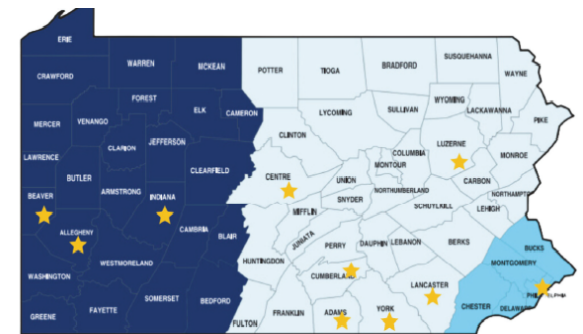 ERIE
CRAWFORD
WARREN
MCKEAN
POTTER
TIOGA
BRADFORD
SUSQUEHANNA
WAYNE
FOREST
ELK
CAMERON
MERCER
VENANGO
CLARION
JEFFERSON
LYCOMING
SULLIVAN
WYOMING
LACKAWANNA
PIKE
CLINTON
LAWRENCE
BUTLER
ARMSTRONG
CLEARFIELD
CENTRE
UNION
MONTOUR
COLUMBIA
LUZERNE
MONROE
CARBON
BEAVER
INDIANA
SNYDER
NORTHUMBERLAND
NORTHAMPTON
SCHUYLKILL
LEHIGH
MIFFLIN
ALLEGHENY
CAMBRIA
BLAIR
JUNIATA
PERRY
DAUPHIN
LEBANON
BERKS
BUCKS
MONTGOMERY
WESTMORELAND
HUNTINGDON
CUMBERLAND
WASHINGTON
LANCASTER
CHESTER
DELAWARE
GREENE
FAYETTE
SOMERSET
BEDFORD
FULTON
FRANKLIN
ADAMS
YORK